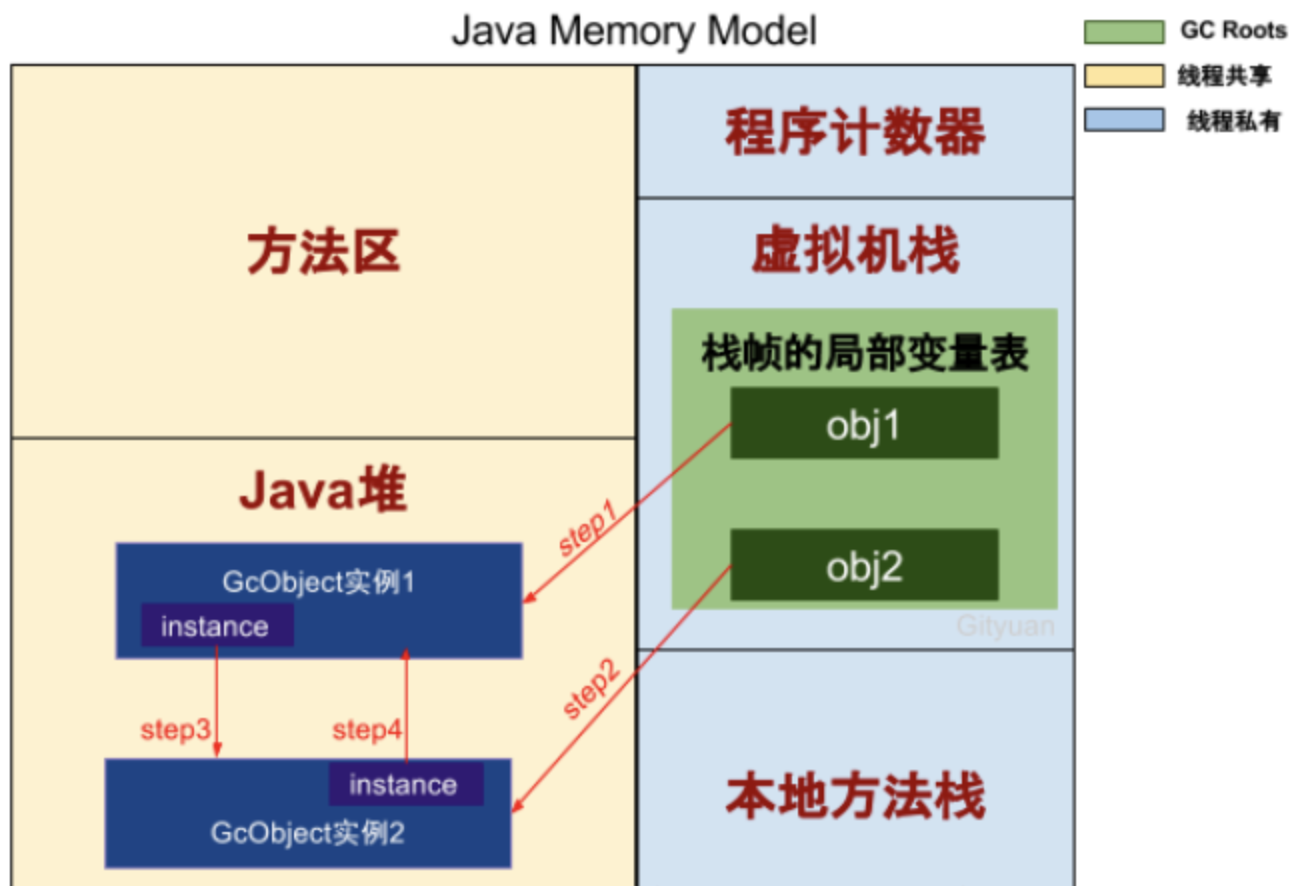 Java Memory Model
GC Roots
线程共享
线程私有
方法区
程序计数器
虚拟机栈
栈帧的局部变量表
obj1
obj2
Gityuan
Java堆
GcObject实例1
instance
step1
step2
step3
step4
instance
GcObject实例2
本地方法栈